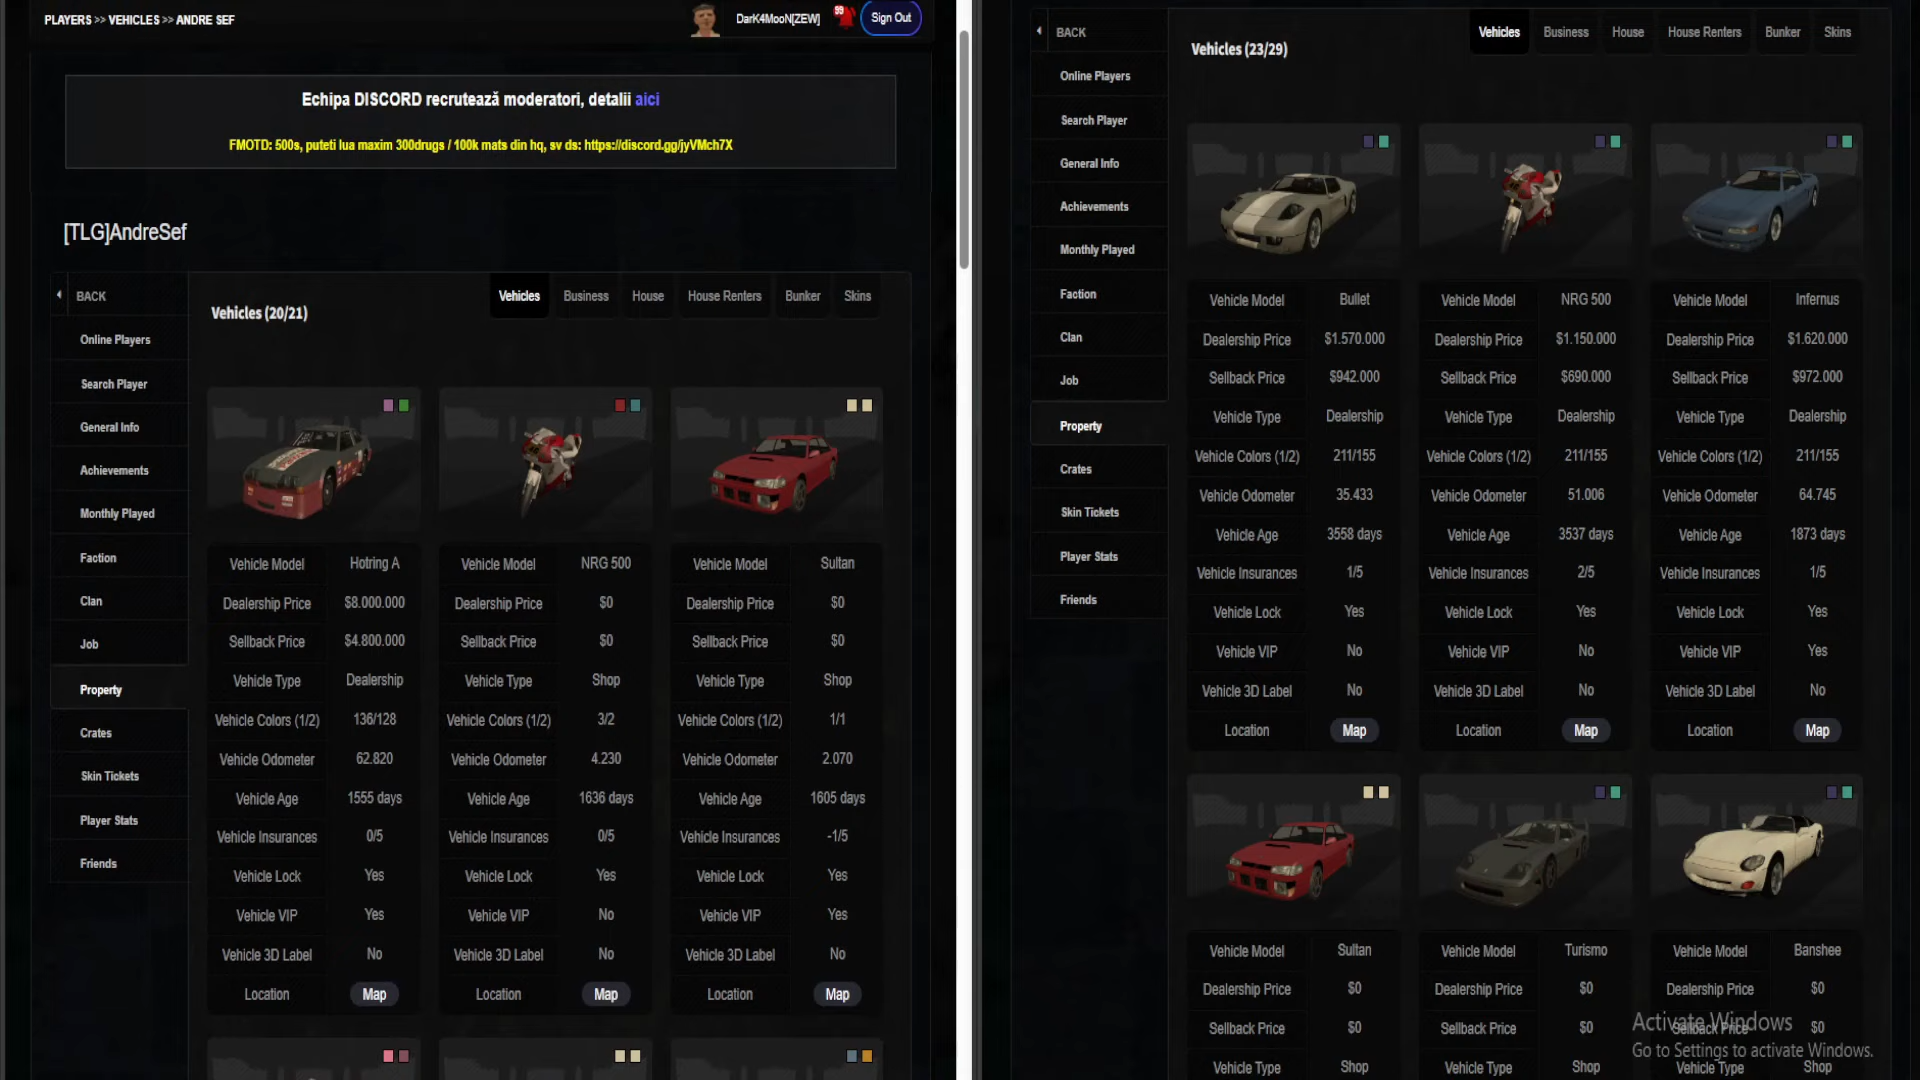 PLAYERS >> VEHICLES >> ANDRE SEF
DarK4MooN[ZEW]
99
Sign Out
Echipa DISCORD recrutează moderatori, detalii aici
FMOTD: 500s, puteti lua maxim 300drugs / 100k mats din hq, sv ds: https://discord.gg/jyVMch7X
[TLG]AndreSef
BACK
Online Players
Search Player
General Info
Achievements
Monthly Played
Faction
Clan
Job
Property
Crates
Skin Tickets
Player Stats
Friends
Vehicles (20/21)
Vehicles Business House House Renters Bunker Skins
Vehicle Model Hotring A Vehicle Model NRG 500 Vehicle Model Sultan
Dealership Price $8.000.000 Dealership Price $0 Dealership Price $0
Sellback Price $4.800.000 Sellback Price $0 Sellback Price $0
Vehicle Type Dealership Vehicle Type Shop Vehicle Type Shop
Vehicle Colors (1/2) 136/128 Vehicle Colors (1/2) 3/2 Vehicle Colors (1/2) 1/1
Vehicle Odometer 62.820 Vehicle Odometer 4.230 Vehicle Odometer 2.070
Vehicle Age 1555 days Vehicle Age 1636 days Vehicle Age 1605 days
Vehicle Insurances 0/5 Vehicle Insurances 0/5 Vehicle Insurances -1/5
Vehicle Lock Yes Vehicle Lock Yes Vehicle Lock Yes
Vehicle VIP Yes Vehicle VIP No Vehicle VIP Yes
Vehicle 3D Label No Vehicle 3D Label No Vehicle 3D Label No
Location Map Location Map Location Map
BACK
Online Players
Search Player
General Info
Achievements
Monthly Played
Faction
Clan
Job
Property
Crates
Skin Tickets
Player Stats
Friends
Vehicles (23/29)
Vehicles Business House House Renters Bunker Skins
Vehicle Model Bullet Vehicle Model NRG 500 Vehicle Model Infernus
Dealership Price $1.570.000 Dealership Price $1.150.000 Dealership Price $1.620.000
Sellback Price $942.000 Sellback Price $690.000 Sellback Price $972.000
Vehicle Type Dealership Vehicle Type Dealership Vehicle Type Dealership
Vehicle Colors (1/2) 211/155 Vehicle Colors (1/2) 211/155 Vehicle Colors (1/2) 211/155
Vehicle Odometer 35.433 Vehicle Odometer 51.006 Vehicle Odometer 64.745
Vehicle Age 3558 days Vehicle Age 3537 days Vehicle Age 1873 days
Vehicle Insurances 1/5 Vehicle Insurances 2/5 Vehicle Insurances 1/5
Vehicle Lock Yes Vehicle Lock Yes Vehicle Lock Yes
Vehicle VIP No Vehicle VIP No Vehicle VIP Yes
Vehicle 3D Label No Vehicle 3D Label No Vehicle 3D Label No
Location Map Location Map Location Map
Vehicle Model Sultan Vehicle Model Turismo Vehicle Model Banshee
Dealership Price $0 Dealership Price $0 Dealership Price $0
Sellback Price $0 Sellback Price $0 Sellback Price $0
Vehicle Type Shop Vehicle Type Shop Vehicle Type Shop
Activate Windows
Go to Settings to activate Windows.